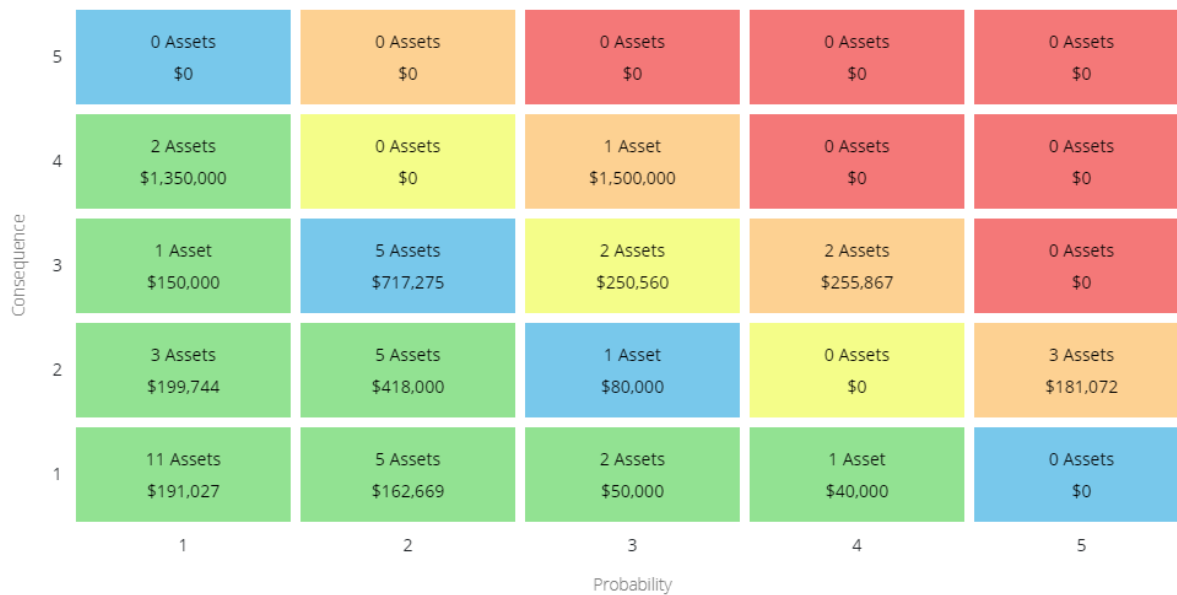 5
0 Assets
$0
0 Assets
$0
0 Assets
$0
0 Assets
$0
0 Assets
$0
4
2 Assets
$1,350,000
0 Assets
$0
1 Asset
$1,500,000
0 Assets
$0
0 Assets
$0
Consequence
3
1 Asset
$150,000
5 Assets
$717,275
2 Assets
$250,560
2 Assets
$255,867
0 Assets
$0
2
3 Assets
$199,744
5 Assets
$418,000
1 Asset
$80,000
0 Assets
$0
3 Assets
$181,072
1
11 Assets
$191,027
5 Assets
$162,669
2 Assets
$50,000
1 Asset
$40,000
0 Assets
$0
1
2
3
4
5
Probability